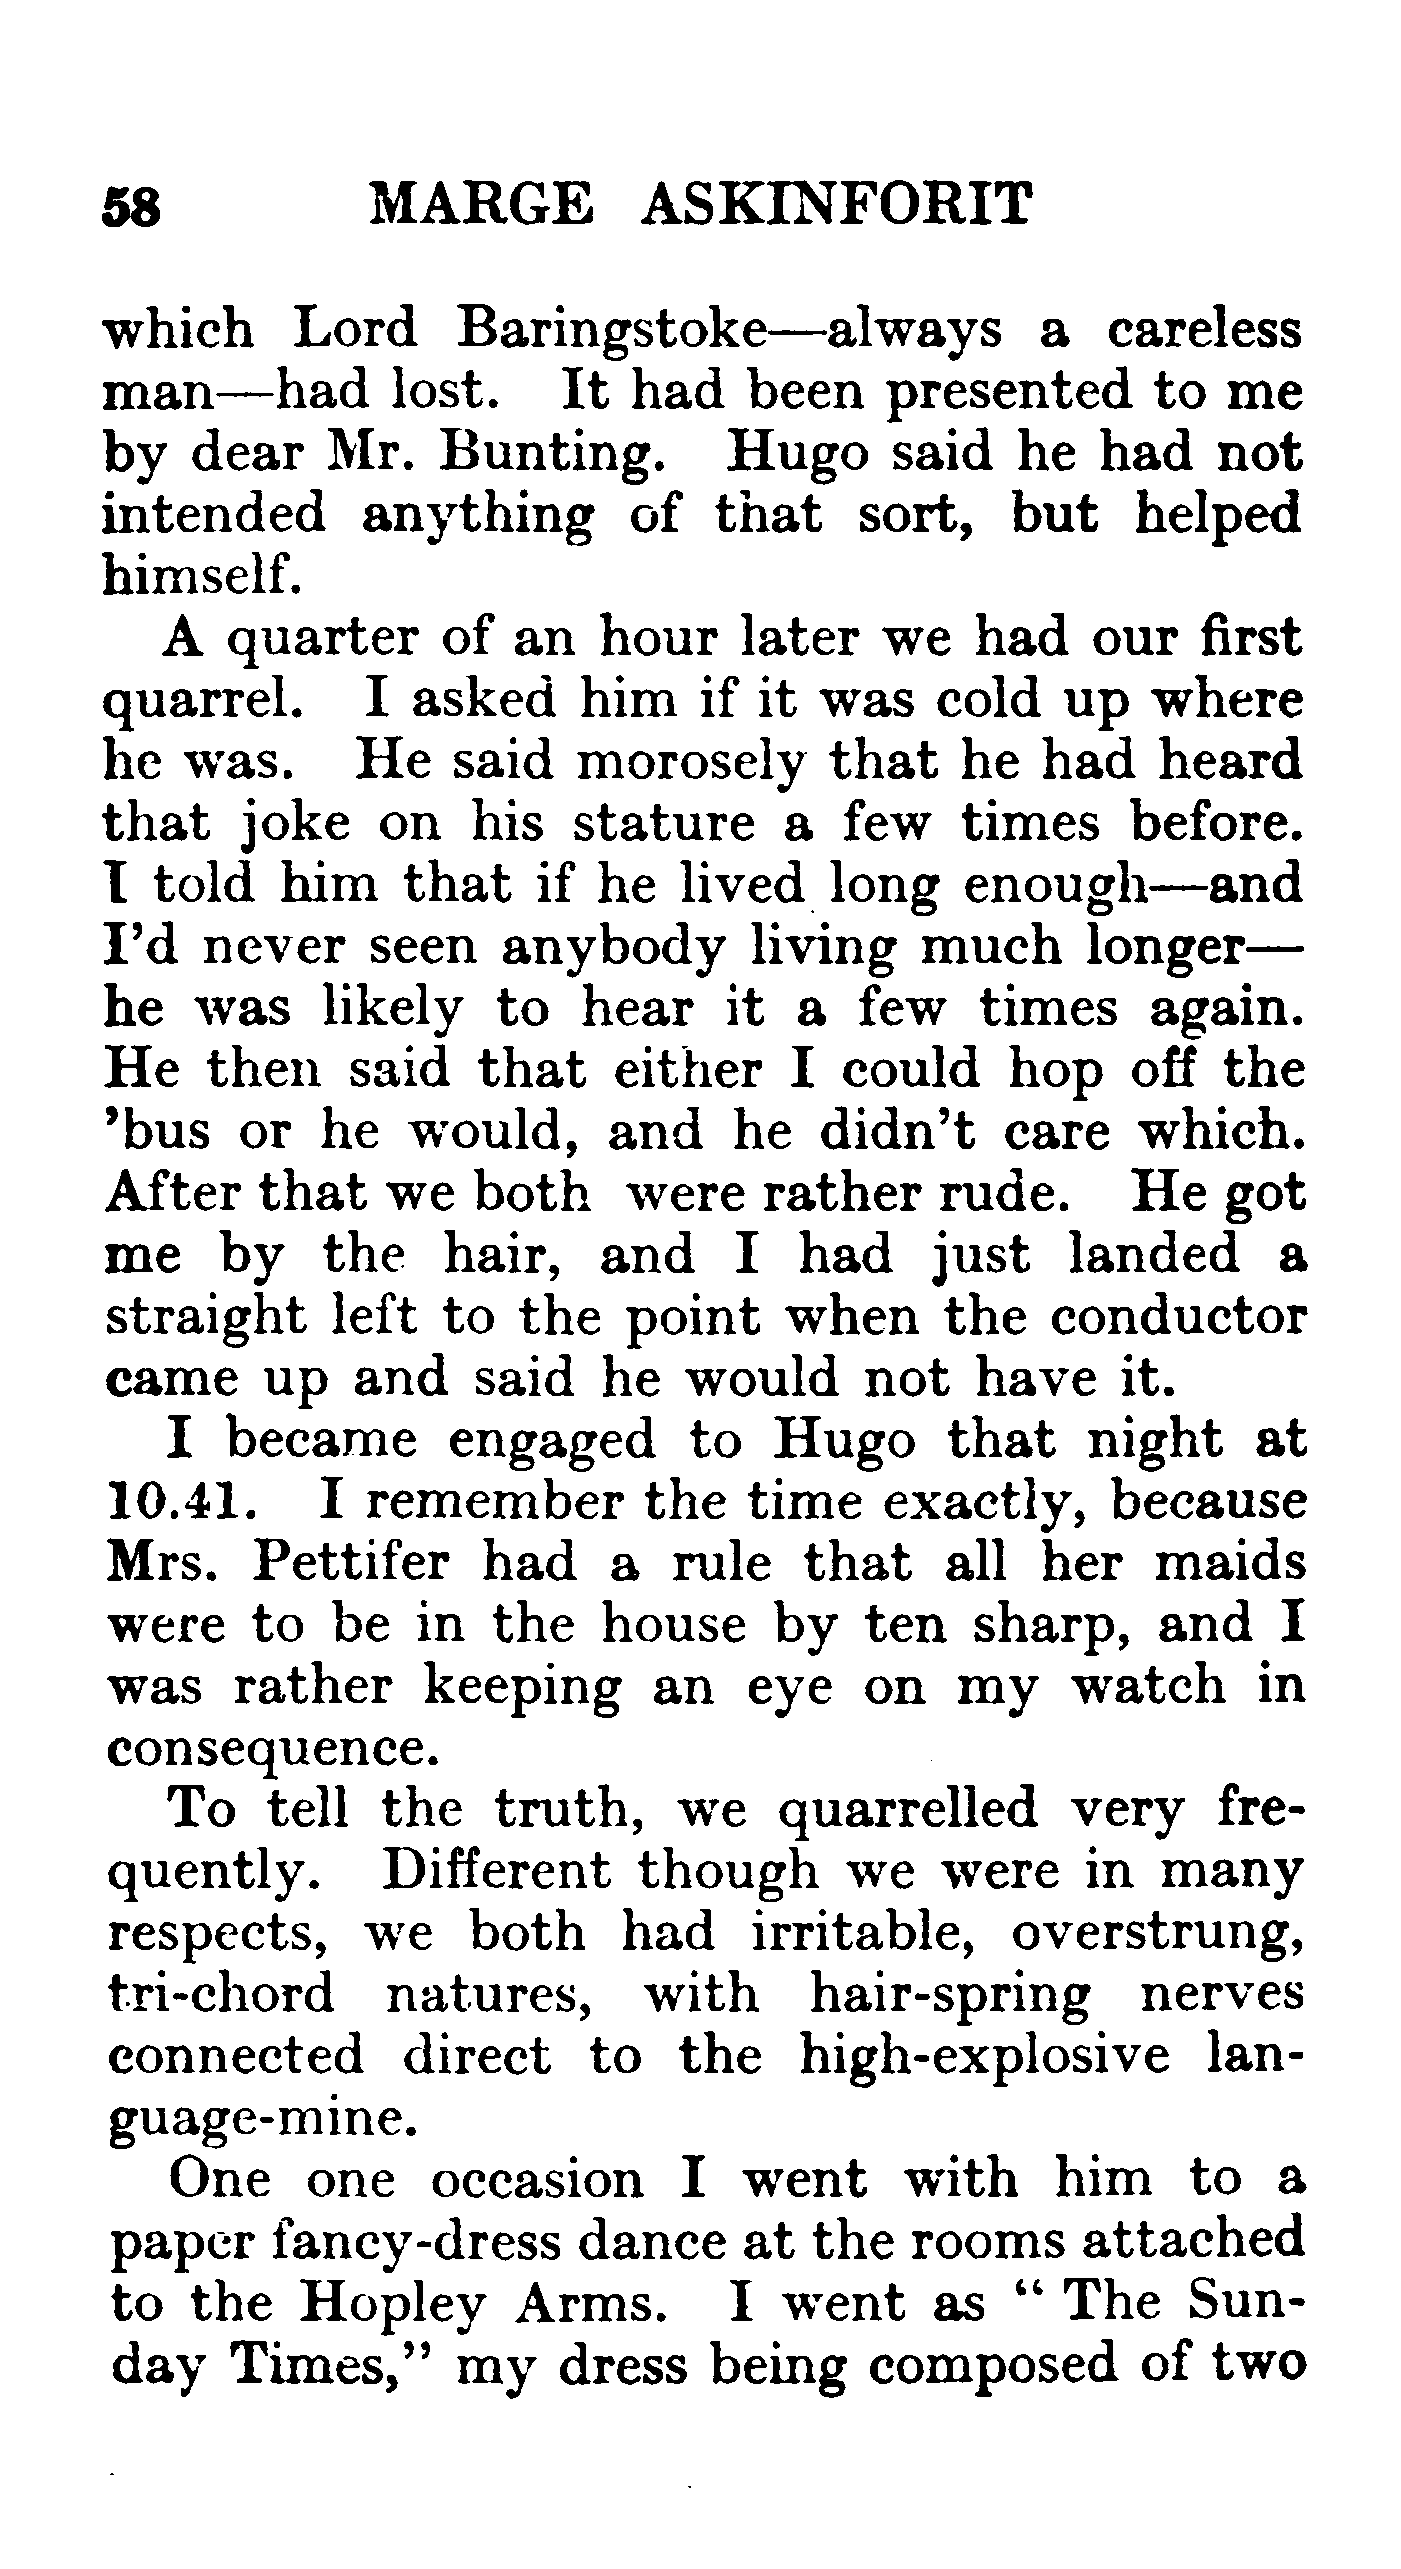 58 MARGE ASKINFORIT
which Lord Baringstoke—always a careless
man—had lost. It had been presented to me
by dear Mr. Bunting. Hugo said he had not
intended anything of that sort, but helped
himself.
A quarter of an hour later we had our first
quarrel. I asked him if it was cold up where
he was. He said morosely that he had heard
that joke on his stature a few times before.
I told him that if he lived long enough—and
I'd never seen anybody living much longer—
he was likely to hear it a few times again.
He then said that either I could hop off the
'bus or he would, and he didn't care which.
After that we both were rather rude. He got
me by the hair, and I had just landed a
straight left to the point when the conductor
came up and said he would not have it.
I became engaged to Hugo that night at
10.41. I remember the time exactly, because
Mrs. Pettifer had a rule that all her maids
were to be in the house by ten sharp, and I
was rather keeping an eye on my watch in
consequence.
To tell the truth, we quarrelled very fre-
quently. Different though we were in many
respects, we both had irritable, overstrung,
tri-chord natures, with hair-spring nerves
connected direct to the high-explosive lan-
guage-mine.
One one occasion I went with him to a
paper fancy-dress dance at the rooms attached
to the Hopley Arms. I went as “ The Sun-
day Times,” my dress being composed of two